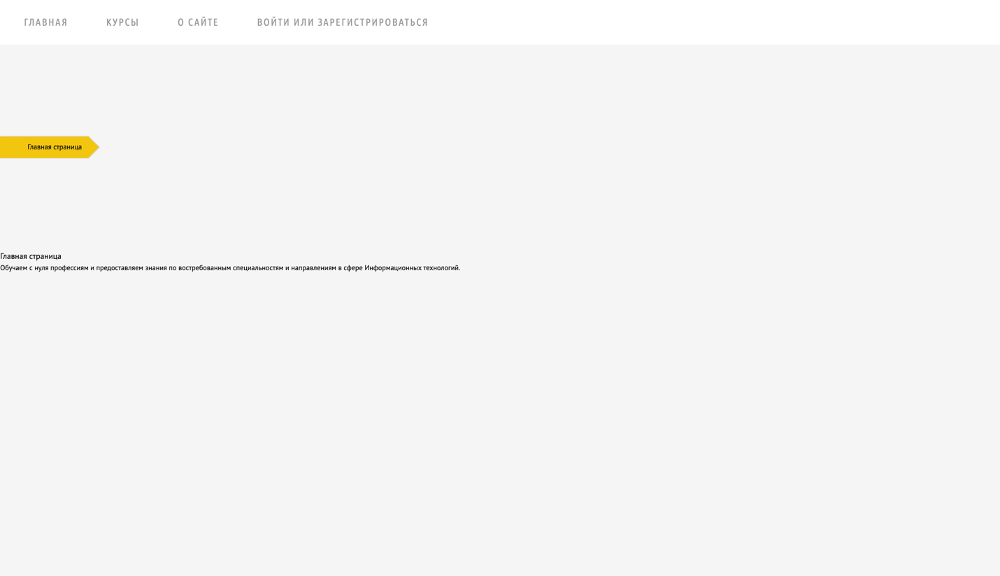 ГЛАВНАЯ КУРСЫ О САЙТЕ ВОЙТИ ИЛИ ЗАРЕГИСТРИРОВАТЬСЯ
Главная страница
Главная страница
Обучаем с нуля профессиям и предоставляем знания по востребованным специальностям и направлениям в сфере Информационных технологий.